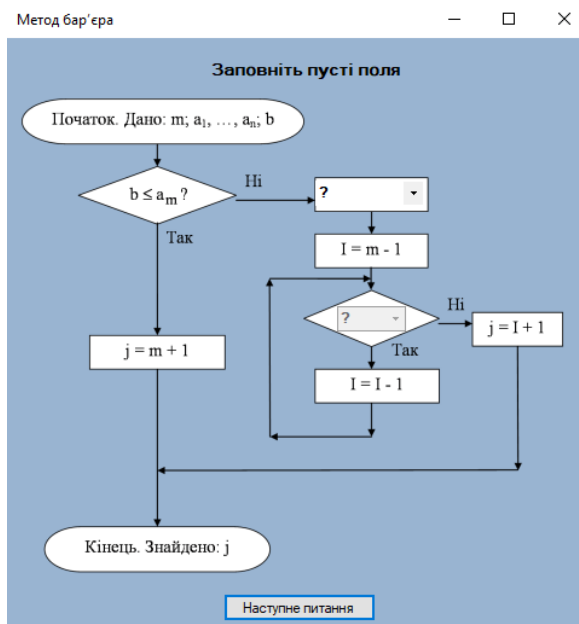 Метод бар’єра
Заповніть пусті поля
Початок. Дано: m; a1, …, an; b
b ≤ am ?
Ні
?
Так
I = m - 1
?
Ні
j = I + 1
Так
j = m + 1
I = I - 1
Кінець. Знайдено: j
Наступне питання